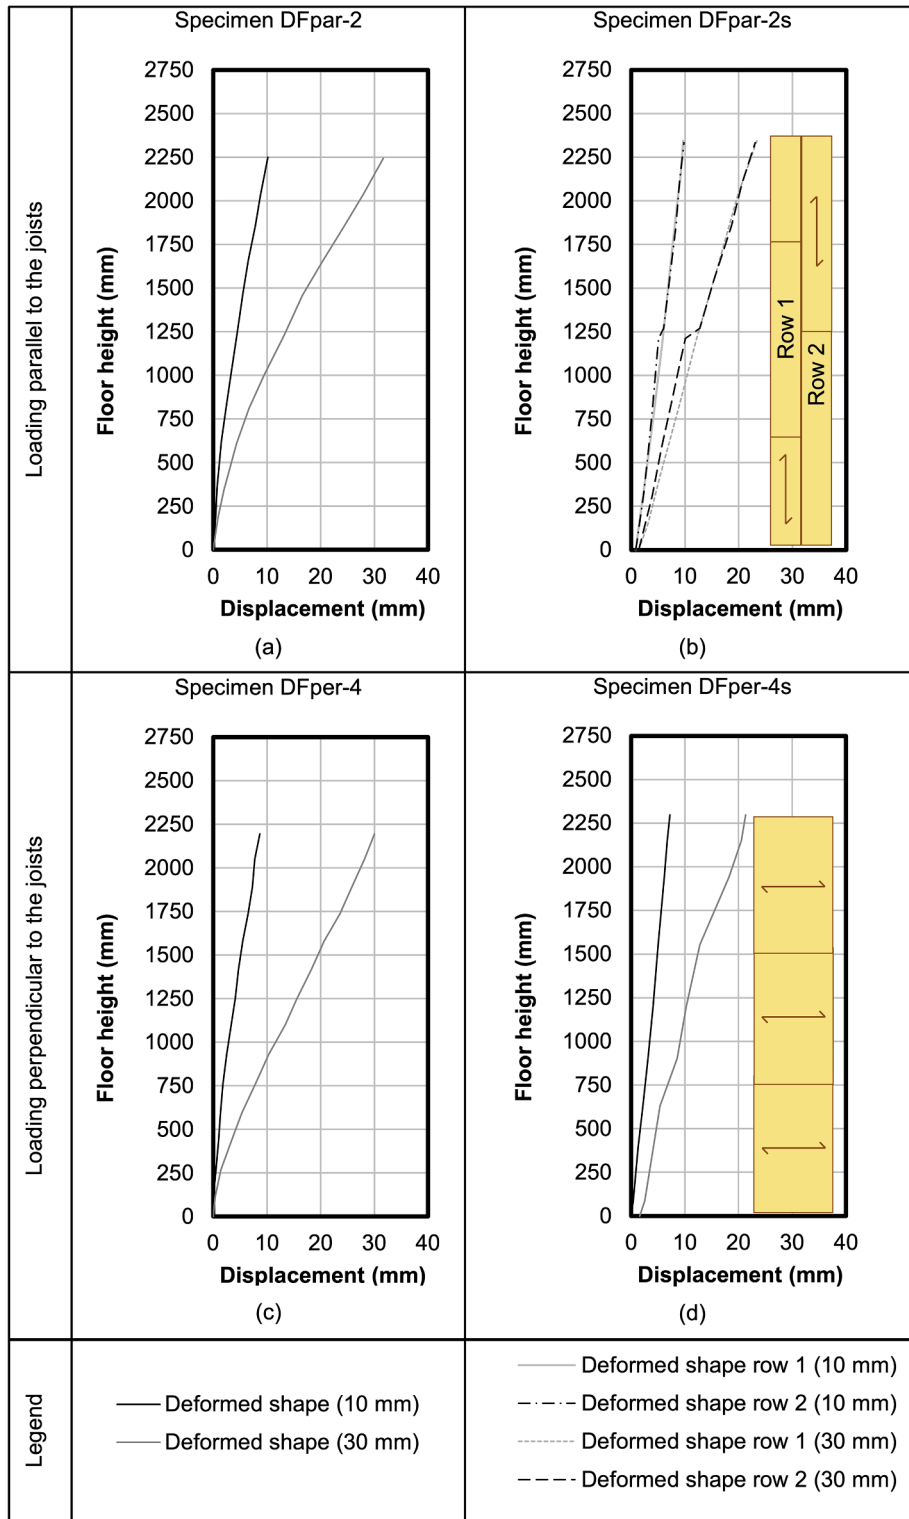 Loading parallel to the joists
Specimen DFpar-2
2750
2500
2250
2000
1750
1500
1250
1000
750
500
250
0
Floor height (mm)
0 10 20 30 40
Displacement (mm)
(a)
Specimen DFpar-2s
2750
2500
2250
2000
1750
1500
1250
1000
750
500
250
0
Floor height (mm)
Row 1
Row 2
0 10 20 30 40
Displacement (mm)
(b)
Loading perpendicular to the joists
Specimen DFper-4
2750
2500
2250
2000
1750
1500
1250
1000
750
500
250
0
Floor height (mm)
0 10 20 30 40
Displacement (mm)
(c)
Specimen DFper-4s
2750
2500
2250
2000
1750
1500
1250
1000
750
500
250
0
Floor height (mm)
0 10 20 30 40
Displacement (mm)
(d)
Legend
Deformed shape (10 mm)
Deformed shape (30 mm)
Deformed shape row 1 (10 mm)
Deformed shape row 2 (10 mm)
Deformed shape row 1 (30 mm)
Deformed shape row 2 (30 mm)